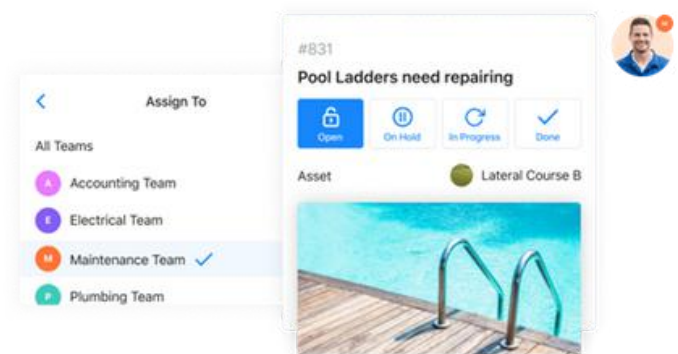 Assign To
All Teams
A Accounting Team
E Electrical Team
M Maintenance Team
P Plumbing Team
#831
Pool Ladders need repairing
Open On Hold In Progress Done
Asset Lateral Course B
M